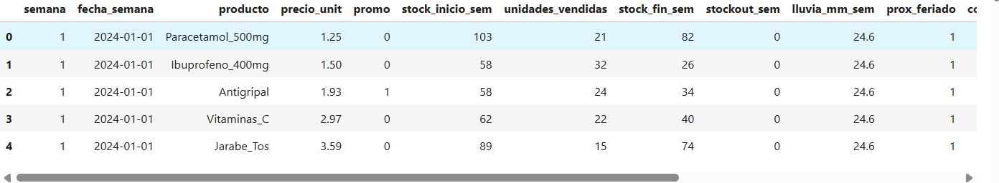 semana fecha_semana producto precio_unit promo stock_inicio_sem unidades_vendidas stock_fin_sem stockout_sem lluvia_mm_sem prox_feriado
0 1 2024-01-01 Paracetamol_500mg 1.25 0 103 21 82 0 24.6 1
1 1 2024-01-01 Ibuprofeno_400mg 1.50 0 58 32 26 0 24.6 1
2 1 2024-01-01 Antigripal 1.93 1 58 24 34 0 24.6 1
3 1 2024-01-01 Vitaminas_C 2.97 0 62 22 40 0 24.6 1
4 1 2024-01-01 Jarabe_Tos 3.59 0 89 15 74 0 24.6 1